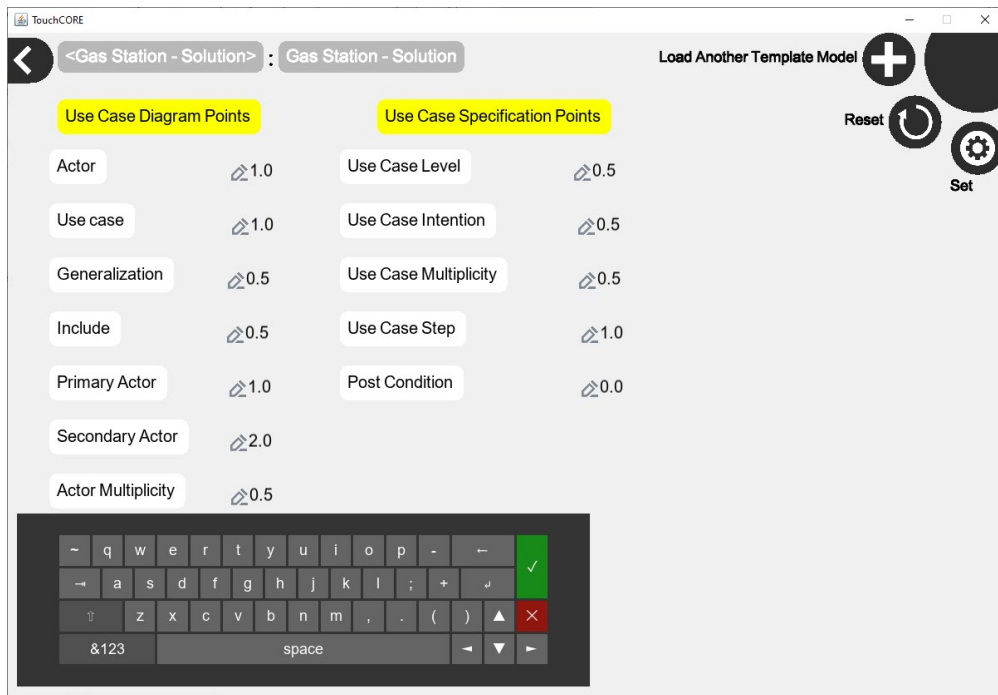 TouchCORE
<Gas Station - Solution> : Gas Station - Solution
Load Another Template Model
Use Case Diagram Points
Use Case Specification Points
Reset
Set
Actor 1.0
Use Case Level 0.5
Use case 1.0
Use Case Intention 0.5
Generalization 0.5
Use Case Multiplicity 0.5
Include 0.5
Use Case Step 1.0
Primary Actor 1.0
Post Condition 0.0
Secondary Actor 2.0
Actor Multiplicity 0.5
~ q w e r t y u i o p - ← ✓
⇥ a s d f g h j k l ; + ↵
⇧ z x c v b n m , . ( ) ▲ ✕
&123 space ◄ ▼ ►